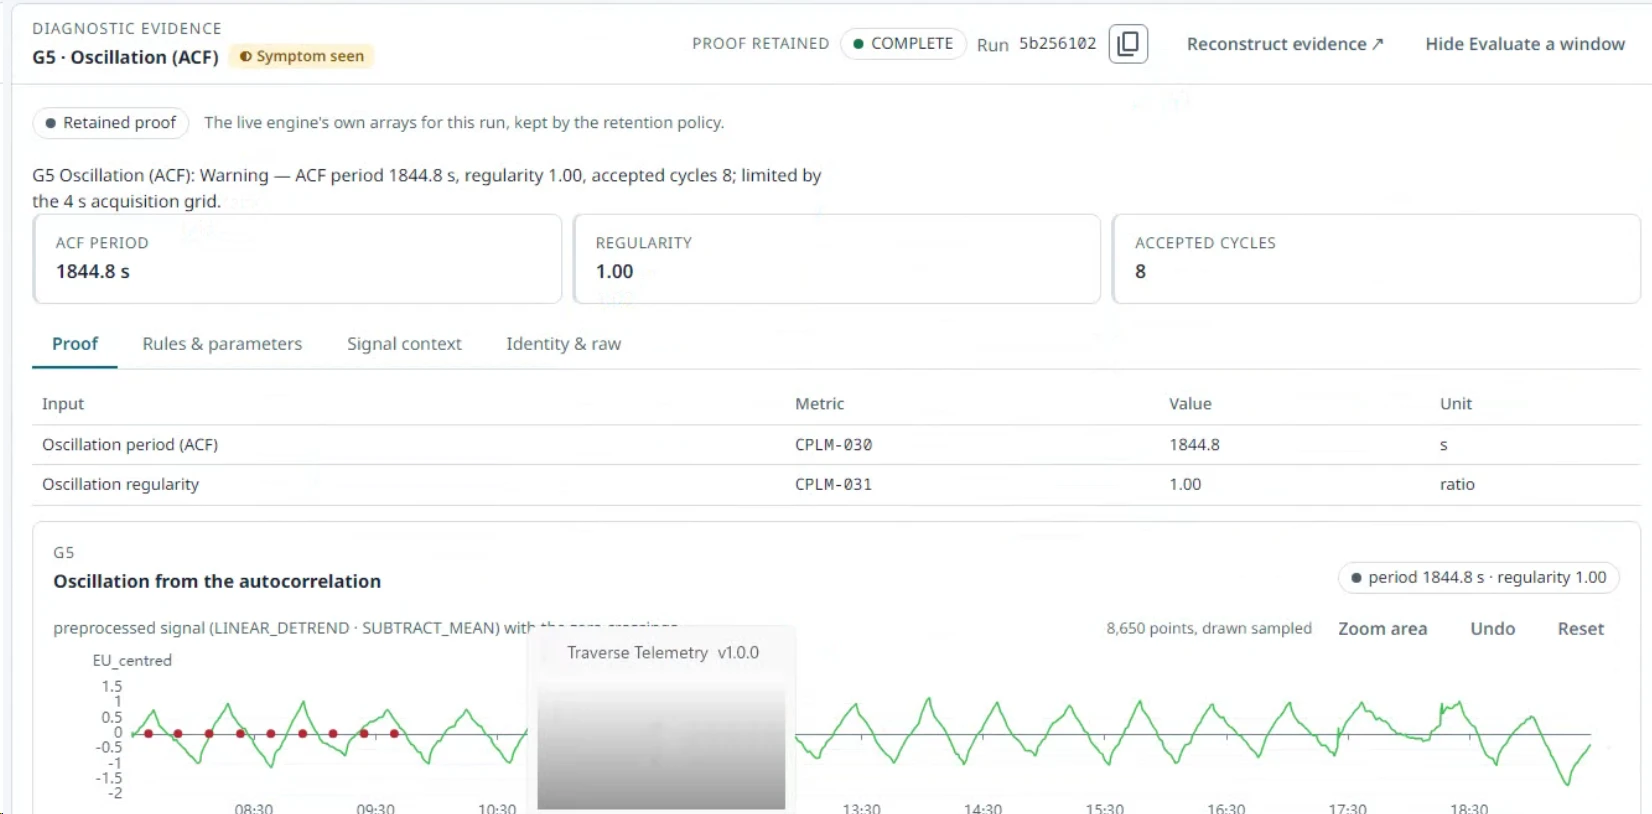 DIAGNOSTIC EVIDENCE
G5 · Oscillation (ACF) Symptom seen
PROOF RETAINED COMPLETE Run 5b256102 Reconstruct evidence ↗ Hide Evaluate a window
Retained proof The live engine's own arrays for this run, kept by the retention policy.
G5 Oscillation (ACF): Warning — ACF period 1844.8 s, regularity 1.00, accepted cycles 8; limited by
the 4 s acquisition grid.
ACF PERIOD
1844.8 s
REGULARITY
1.00
ACCEPTED CYCLES
8
Proof Rules & parameters Signal context Identity & raw
Input Metric Value Unit
Oscillation period (ACF) CPLM-030 1844.8 s
Oscillation regularity CPLM-031 1.00 ratio
G5
Oscillation from the autocorrelation
period 1844.8 s · regularity 1.00
preprocessed signal (LINEAR_DETREND · SUBTRACT_MEAN) with
8,650 points, drawn sampled Zoom area Undo Reset
Traverse Telemetry v1.0.0
EU_centred
1.5
1
0.5
0
-0.5
-1
-1.5
-2
08:30 09:30 10:30 13:30 14:30 15:30 16:30 17:30 18:30